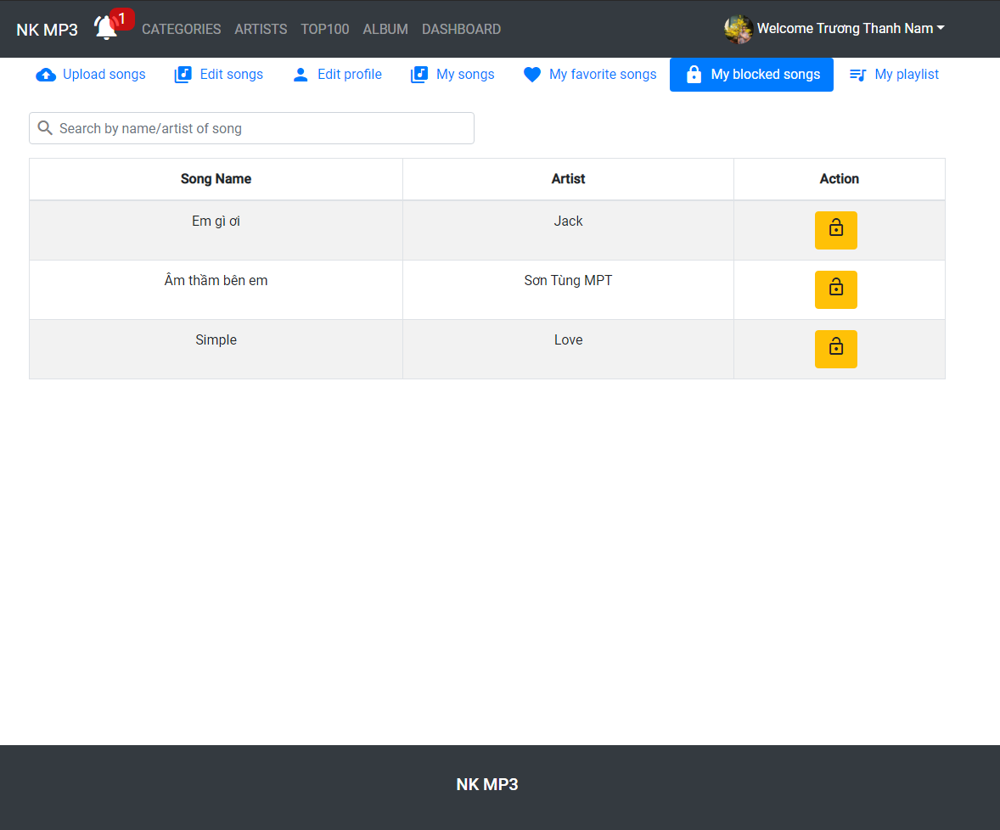 NK MP3 1 CATEGORIES ARTISTS TOP100 ALBUM DASHBOARD Welcome Trương Thanh Nam
Upload songs Edit songs Edit profile My songs My favorite songs My blocked songs My playlist
Search by name/artist of song
Song Name Artist Action
Em gì ơi Jack
Âm thầm bên em Sơn Tùng MPT
Simple Love
NK MP3